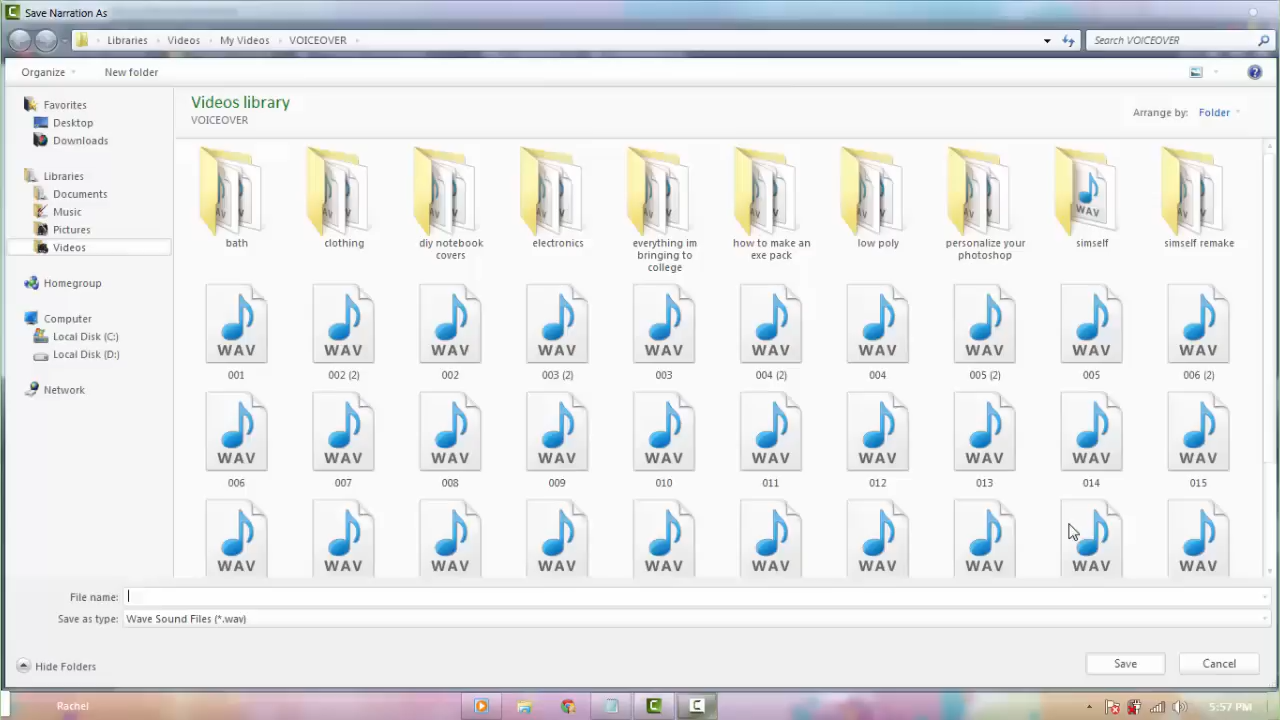 Save Narration As
Libraries Videos My Videos VOICEOVER
Search VOICEOVER
Organize New folder
Favorites
Desktop
Downloads
Libraries
Documents
Music
Pictures
Videos
Homegroup
Computer
Local Disk (C:)
Local Disk (D:)
Network
Videos library
VOICEOVER
Arrange by: Folder
bath
clothing
diy notebook
covers
electronics
everything im
bringing to
college
how to make an
exe pack
low poly
personalize your
photoshop
WAV
simself
simself remake
WAV WAV WAV WAV WAV WAV WAV WAV WAV WAV
001 002 (2) 002 003 (2) 003 004 (2) 004 005 (2) 005 006 (2)
WAV WAV WAV WAV WAV WAV WAV WAV WAV WAV
006 007 008 009 010 011 012 013 014 015
WAV WAV WAV WAV WAV WAV WAV WAV WAV WAV
File name:
Save as type: Wave Sound Files (*.wav)
Hide Folders
Save Cancel
Rachel
5:57 PM